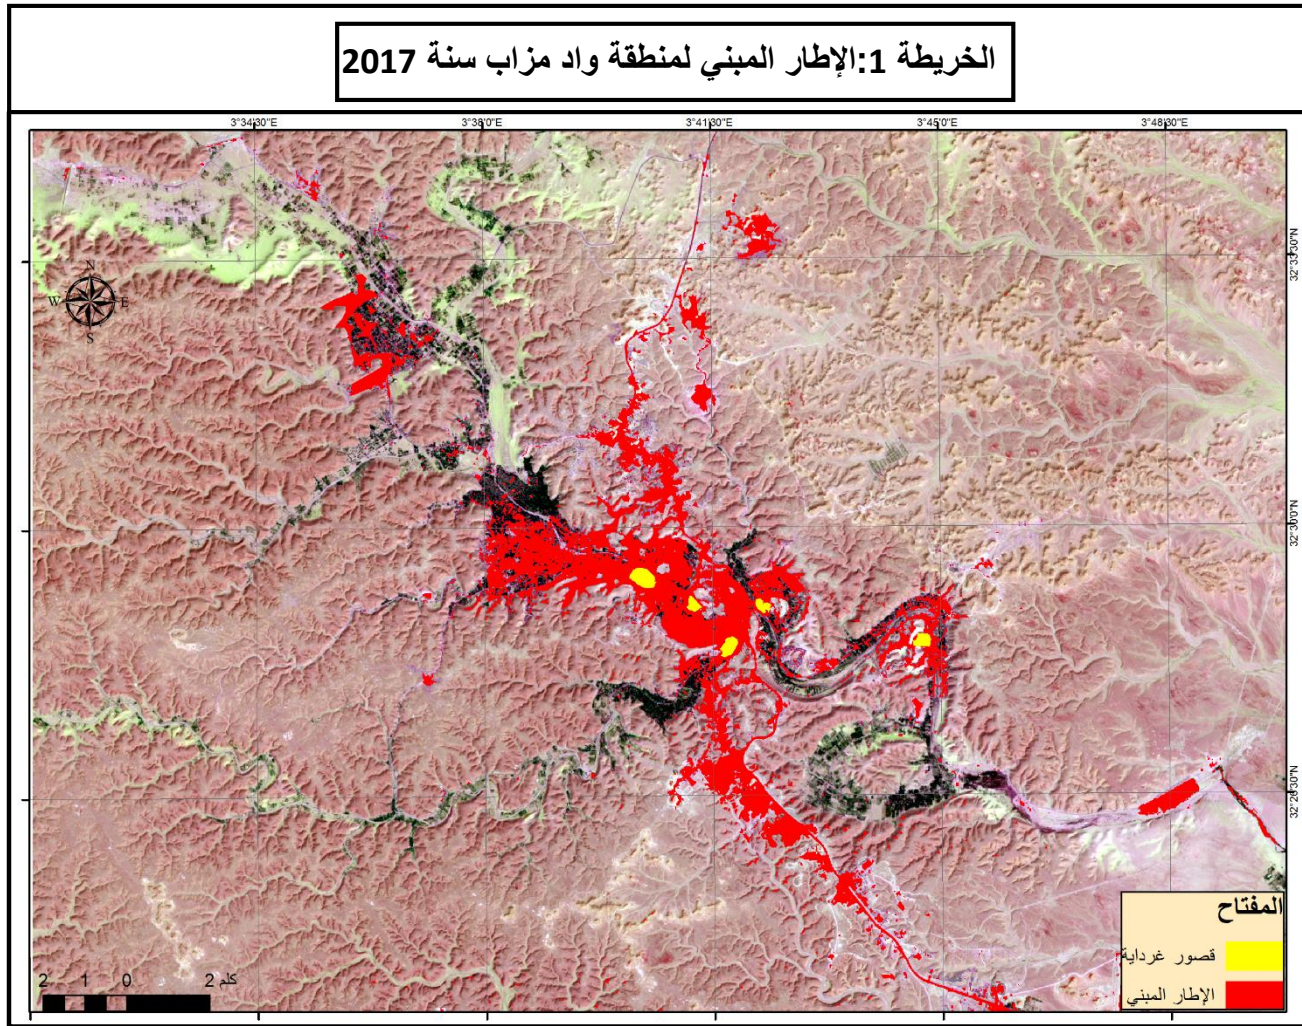 الخريطة 1:الإطار المبني لمنطقة واد مزاب سنة 2017
3°34'30"E 3°38'0"E 3°41'30"E 3°45'0"E 3°48'30"E
32°33'30"N
N
W E
S
32°30'0"N
32°26'30"N
المفتاح
قصور غرداية
الإطار المبني
2 1 0 2 كلم